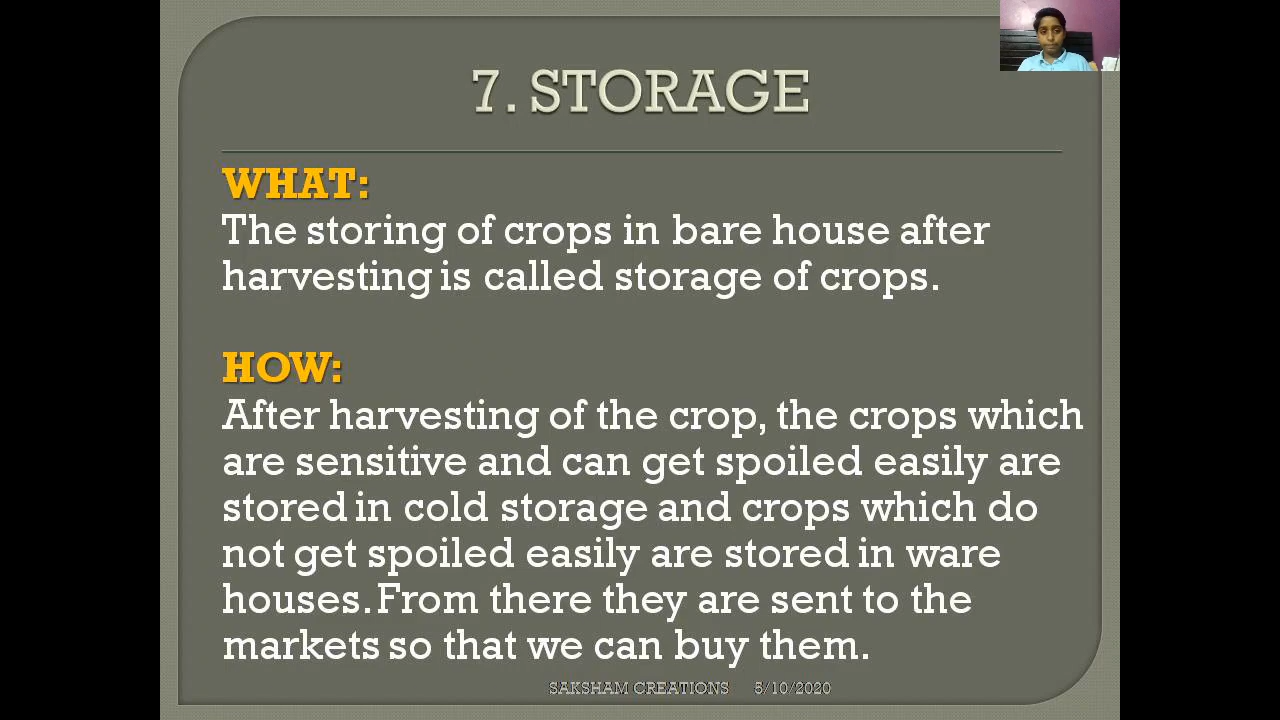 7. STORAGE
WHAT:
The storing of crops in bare house after
harvesting is called storage of crops.
HOW:
After harvesting of the crop, the crops which
are sensitive and can get spoiled easily are
stored in cold storage and crops which do
not get spoiled easily are stored in ware
houses. From there they are sent to the
markets so that we can buy them.
SAKSHAM CREATIONS 5/10/2020